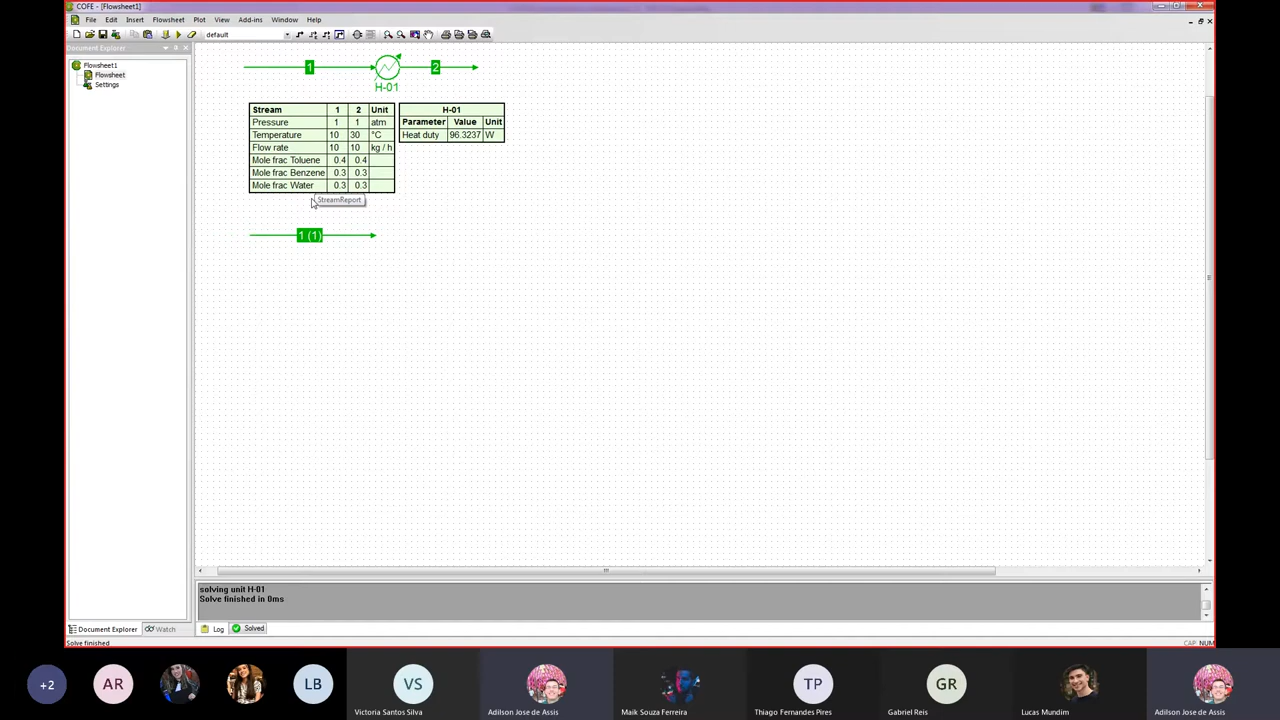 COFE - [Flowsheet1]
File Edit Insert Flowsheet Plot View Add-ins Window Help
default
Document Explorer
Flowsheet1
Flowsheet
Settings
1 2
H-01
Stream 1 2 Unit
Pressure 1 1 atm
Temperature 10 30 °C
Flow rate 10 10 kg / h
Mole frac Toluene 0.4 0.4
Mole frac Benzene 0.3 0.3
Mole frac Water 0.3 0.3
H-01
Parameter Value Unit
Heat duty 96.3237 W
StreamReport
1 (1)
solving unit H-01
Solve finished in 0ms
Document Explorer Watch
Log Solved
Solve finished
CAP NUM
+2 AR LB VS TP GR
Victoria Santos Silva Adilson Jose de Assis Maik Souza Ferreira Thiago Fernandes Pires Gabriel Reis Lucas Mundim Adilson Jose de Assis